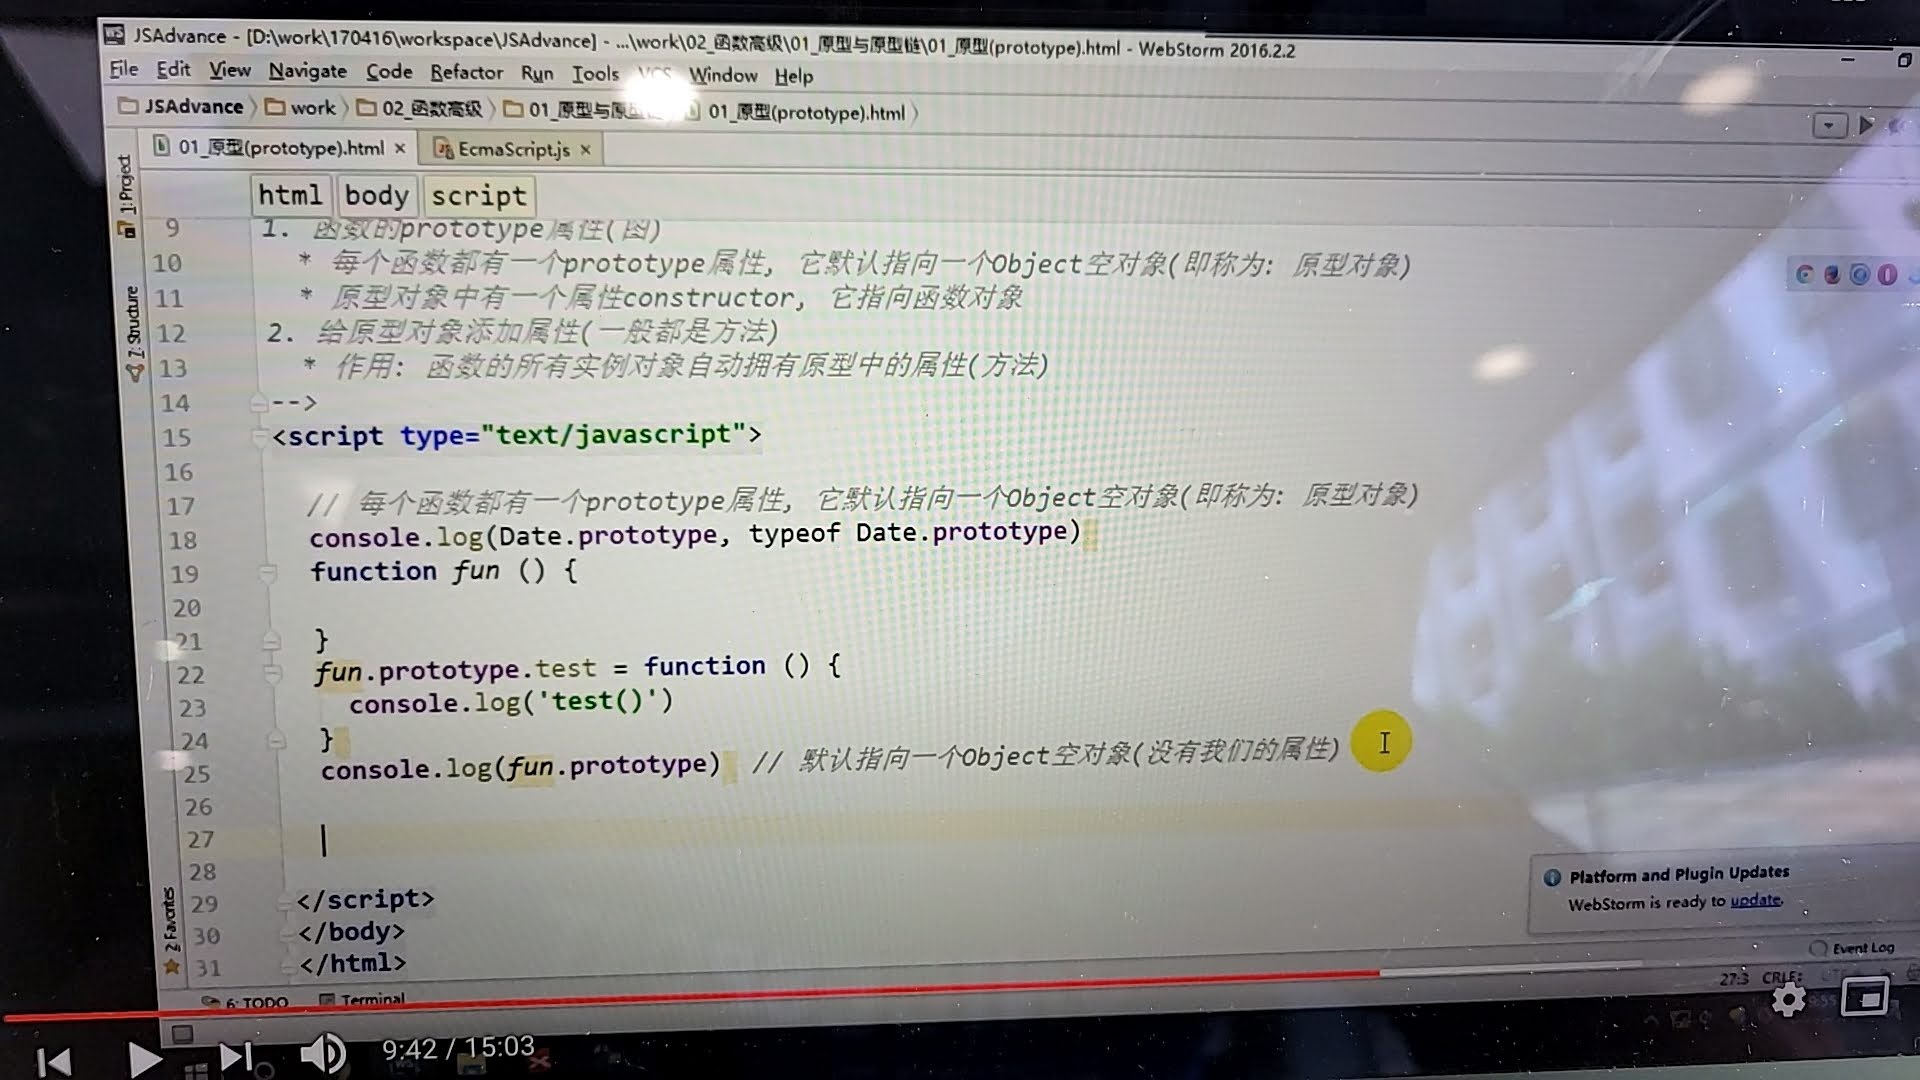 JSAdvance - [D:\work\170416\workspace\JSAdvance] - ...\work\02_函数高级\01_原型与原型链\01_原型(prototype).html - WebStorm 2016.2.2
File Edit View Navigate Code Refactor Run Tools VCS Window Help
JSAdvance work 02_函数高级 01_原型与原 01_原型(prototype).html
01_原型(prototype).html × EcmaScript.js ×
1: Project
7: Structure
2: Favorites
html body script
9 1. 函数的prototype属性(图)
10 * 每个函数都有一个prototype属性, 它默认指向一个Object空对象(即称为: 原型对象)
11 * 原型对象中有一个属性constructor, 它指向函数对象
12 2. 给原型对象添加属性(一般都是方法)
13 * 作用: 函数的所有实例对象自动拥有原型中的属性(方法)
14 -->
15 <script type="text/javascript">
16
17 // 每个函数都有一个prototype属性, 它默认指向一个Object空对象(即称为: 原型对象)
18 console.log(Date.prototype, typeof Date.prototype)
19 function fun () {
20
21 }
22 fun.prototype.test = function () {
23 console.log('test()')
24 }
25 console.log(fun.prototype) // 默认指向一个Object空对象(没有我们的属性)
26
27
28
29 </script>
30 </body>
31 </html>
Platform and Plugin Updates
WebStorm is ready to update.
Event Log
6: TODO Terminal
27:3 CRLF:
9:42 / 15:03